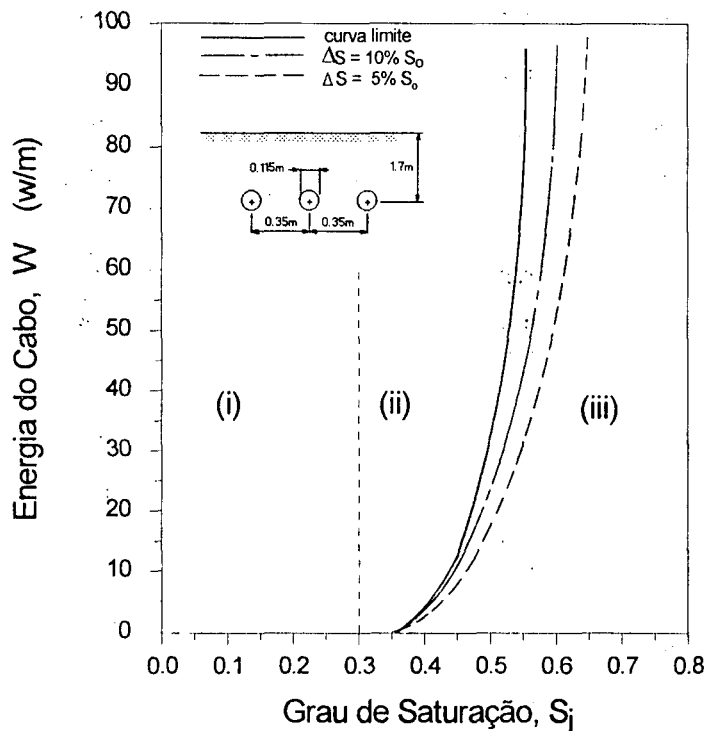 curva limite
ΔS = 10% S₀
ΔS = 5% S₀
0.115m
1.7m
0.35m
0.35m
(i)
(ii)
(iii)
Energia do Cabo, W (w/m)
100
90
80
70
60
50
40
30
20
10
0
0.0 0.1 0.2 0.3 0.4 0.5 0.6 0.7 0.8
Grau de Saturação, Sj